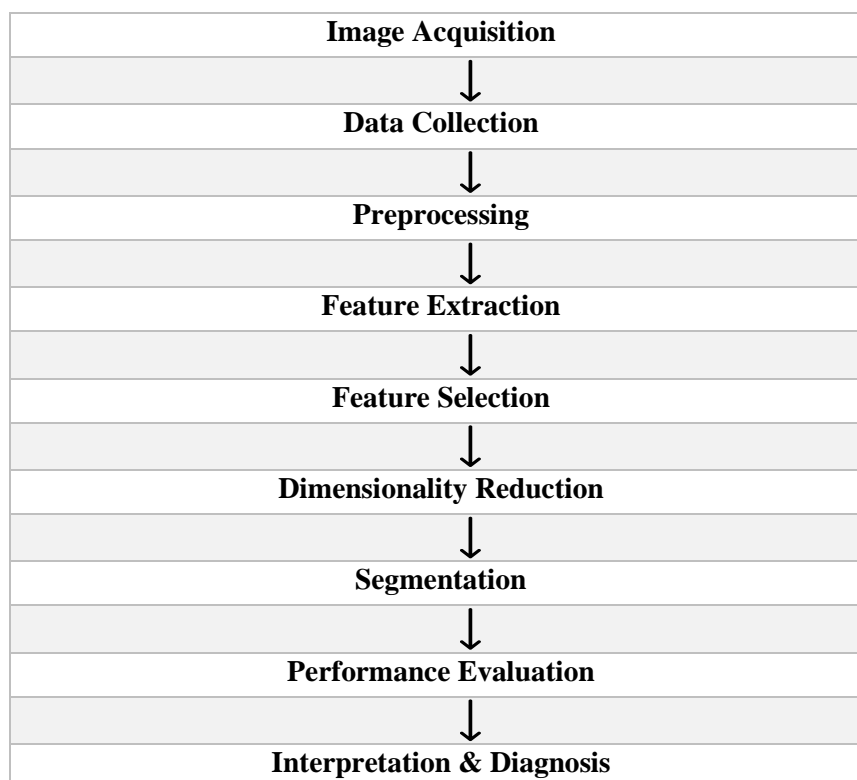 Image Acquisition
Data Collection
Preprocessing
Feature Extraction
Feature Selection
Dimensionality Reduction
Segmentation
Performance Evaluation
Interpretation & Diagnosis